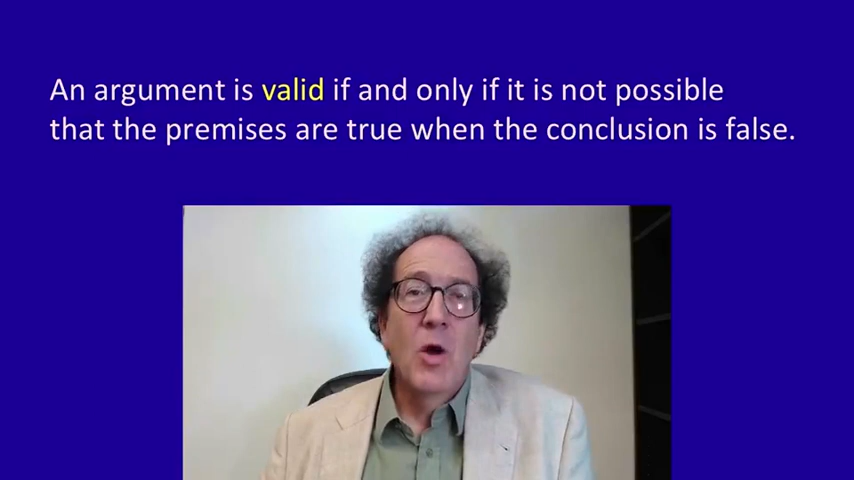 An argument is valid if and only if it is not possible
that the premises are true when the conclusion is false.